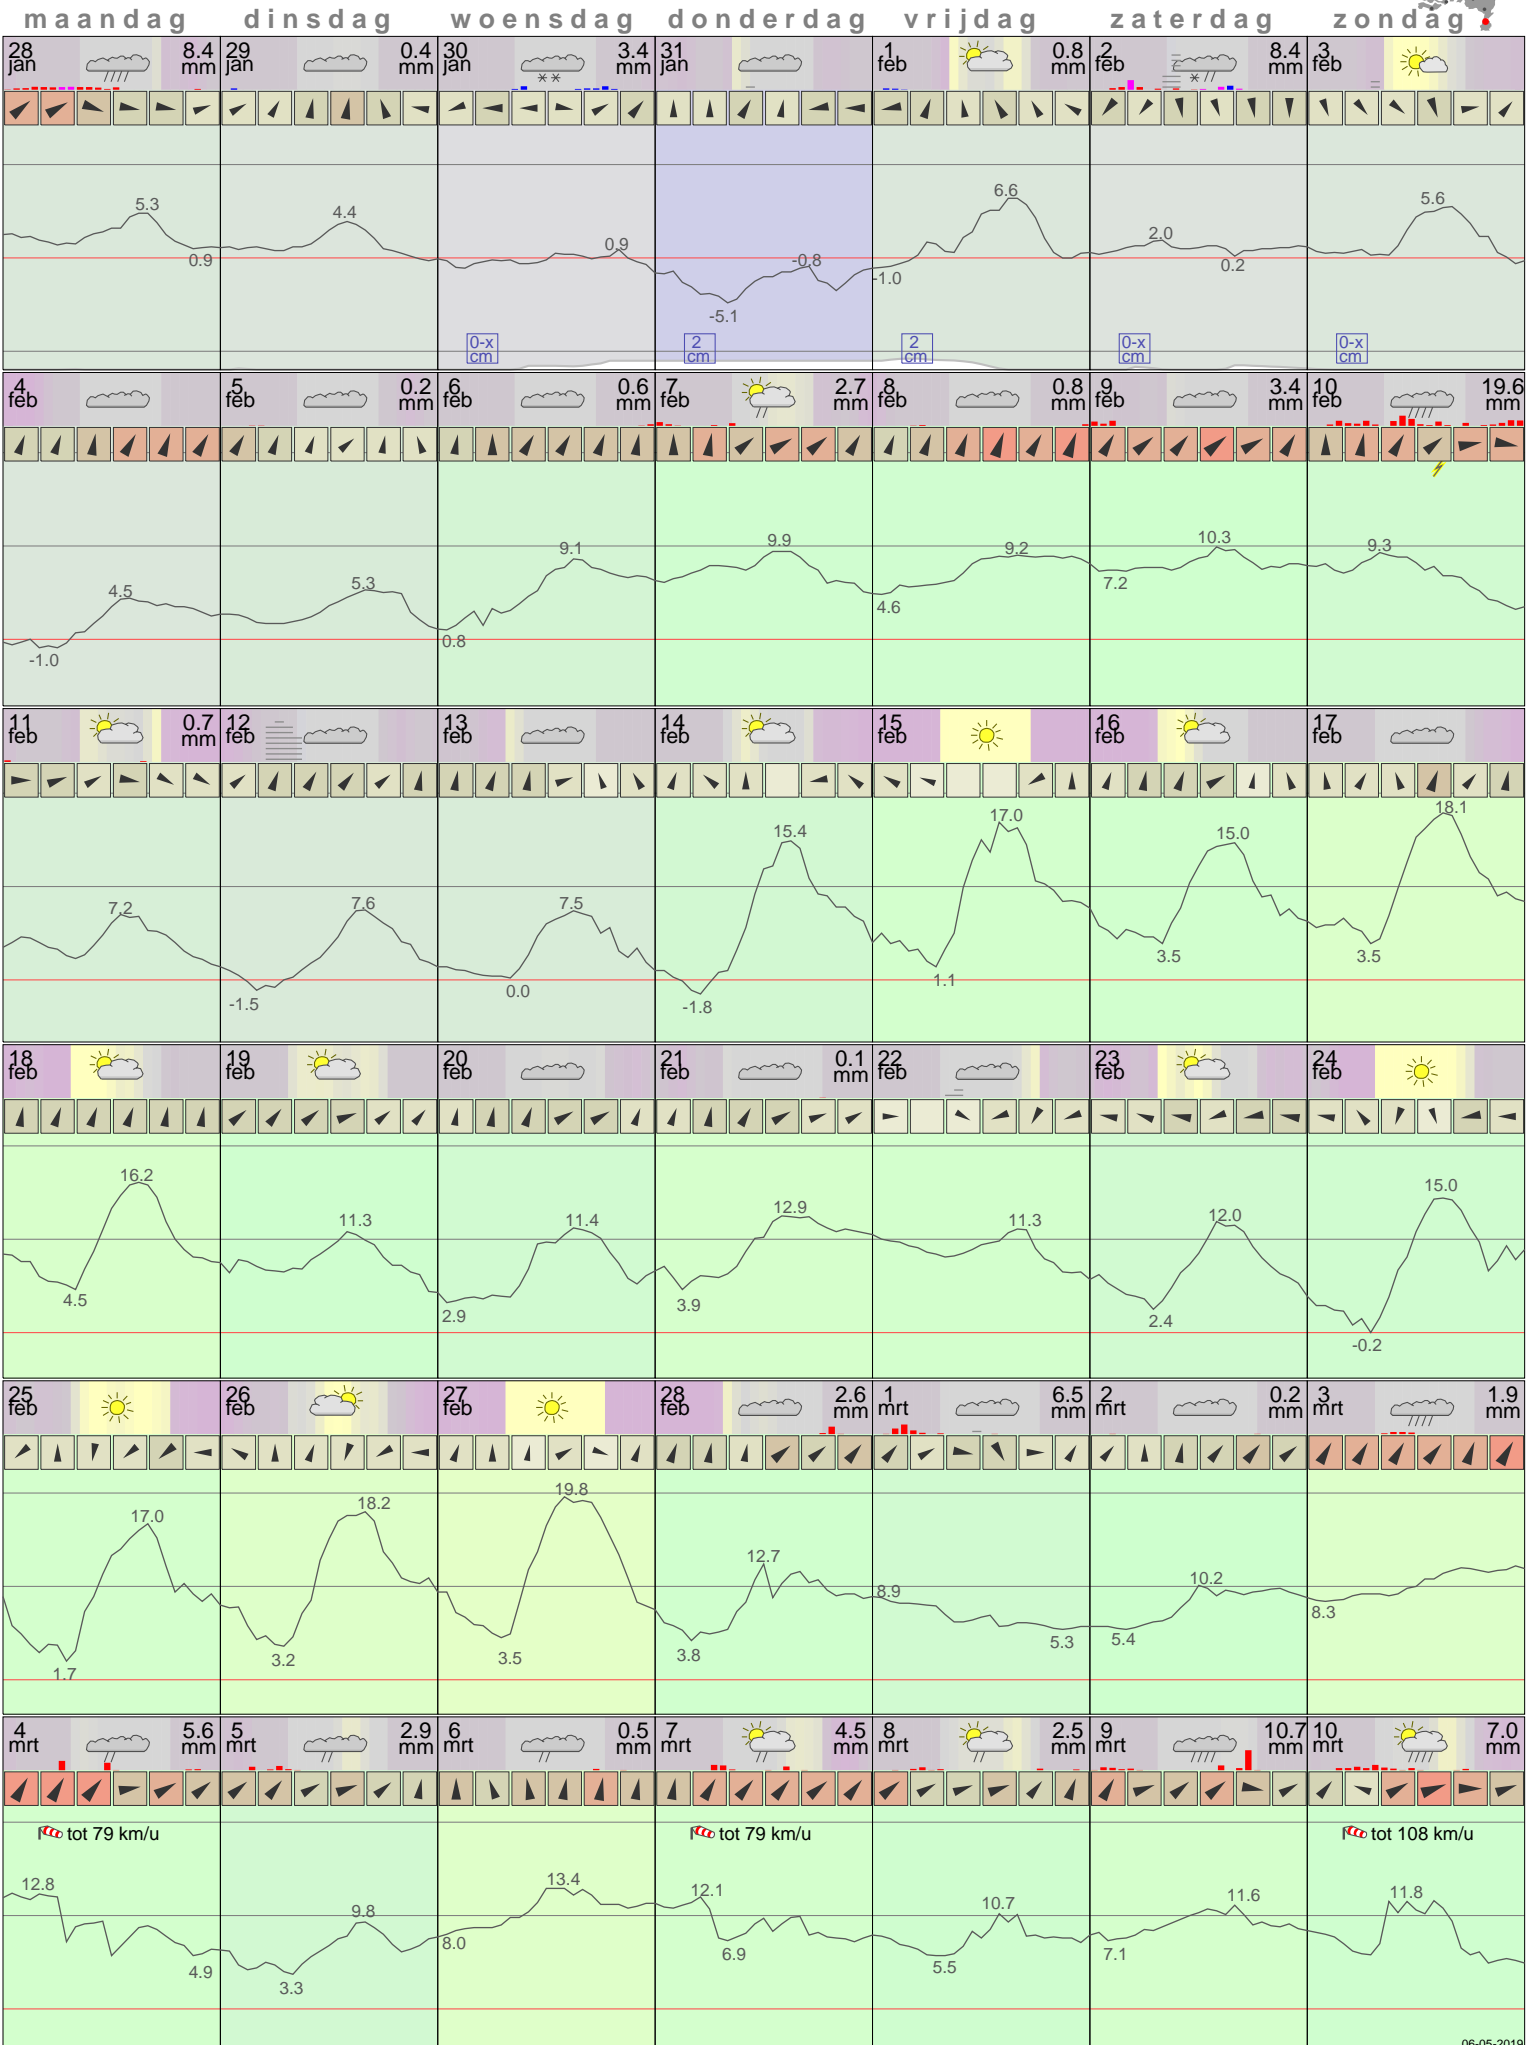 maandag dinsdag woensdag donderdag vrijdag zaterdag zondag
28 8.4 29 0.4 30 3.4 31 1 0.8 2 8.4 3
jan mm jan mm jan mm jan feb mm feb mm feb
5.3 4.4 6.6 5.6
0.9 0.9 -0.8 -1.0 2.0 0.2
-5.1
0-x 2 2 0-x 0-x
cm cm cm cm cm
4 5 0.2 6 0.6 7 2.7 8 0.8 9 3.4 10 19.6
feb feb mm feb mm feb mm feb mm feb mm feb mm
9.1 9.9 9.2 10.3 9.3
4.5 5.3 4.6 7.2
-1.0 0.8
11 0.7 12 13 14 15 16 17
feb mm feb feb feb feb feb feb
15.4 17.0 15.0 18.1
7.2 7.6 7.5
-1.5 0.0 -1.8 1.1 3.5 3.5
18 19 20 21 0.1 22 23 24
feb feb feb feb mm feb feb feb
16.2 11.3 11.4 12.9 11.3 12.0 15.0
4.5 2.9 3.9 2.4 -0.2
25 26 27 28 2.6 1 6.5 2 0.2 3 1.9
feb feb feb feb mm mrt mm mrt mm mrt mm
17.0 18.2 19.8 12.7 8.9 10.2
1.7 3.2 3.5 3.8 5.3 5.4 8.3
4 5.6 5 2.9 6 0.5 7 4.5 8 2.5 9 10.7 10 7.0
mrt mm mrt mm mrt mm mrt mm mrt mm mrt mm mrt mm
tot 79 km/u tot 79 km/u tot 108 km/u
12.8 9.8 13.4 12.1 10.7 11.6 11.8
4.9 3.3 8.0 6.9 5.5 7.1
06-05-2019